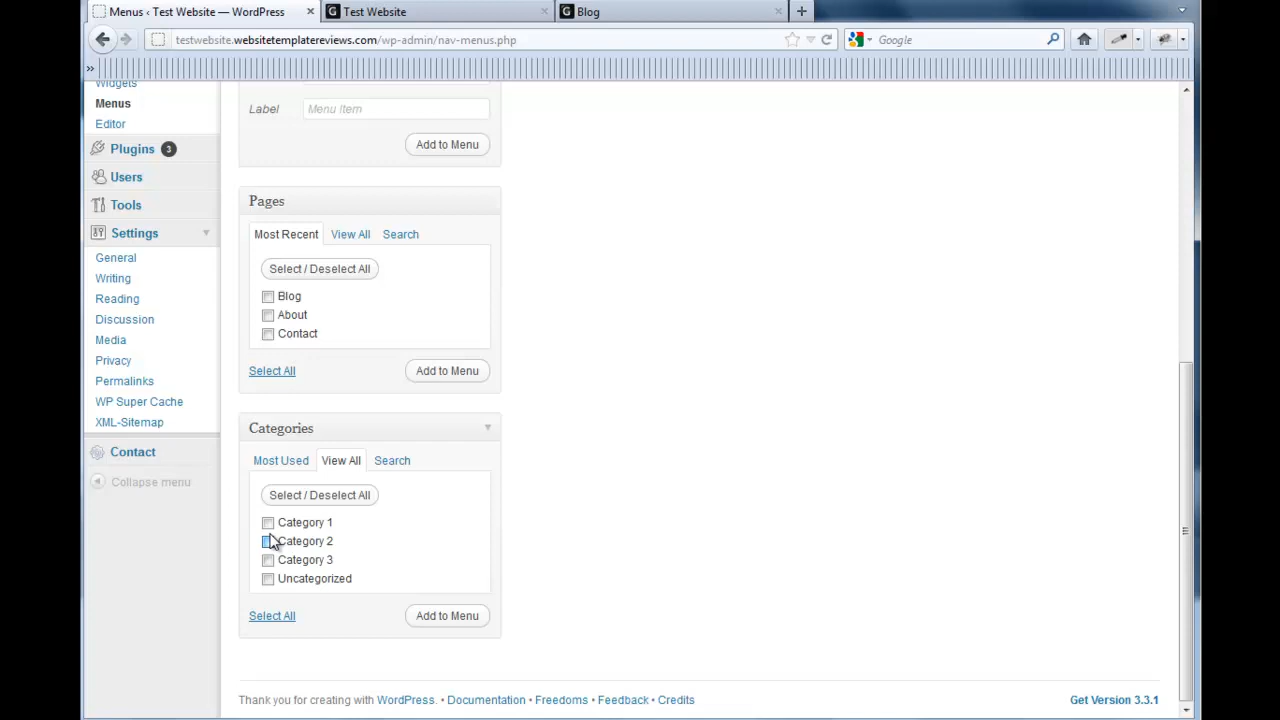 Menus ‹ Test Website — WordPress
Test Website
Blog
testwebsite.websitetemplatereviews.com/wp-admin/nav-menus.php
Google
»
Widgets
Menus
Editor
Plugins 3
Users
Tools
Settings
General
Writing
Reading
Discussion
Media
Privacy
Permalinks
WP Super Cache
XML-Sitemap
Contact
Collapse menu
Label Menu Item
Add to Menu
Pages
Most Recent View All Search
Select / Deselect All
Blog
About
Contact
Select All Add to Menu
Categories
Most Used View All Search
Select / Deselect All
Category 1
Category 2
Category 3
Uncategorized
Select All Add to Menu
Thank you for creating with WordPress. • Documentation • Freedoms • Feedback • Credits
Get Version 3.3.1